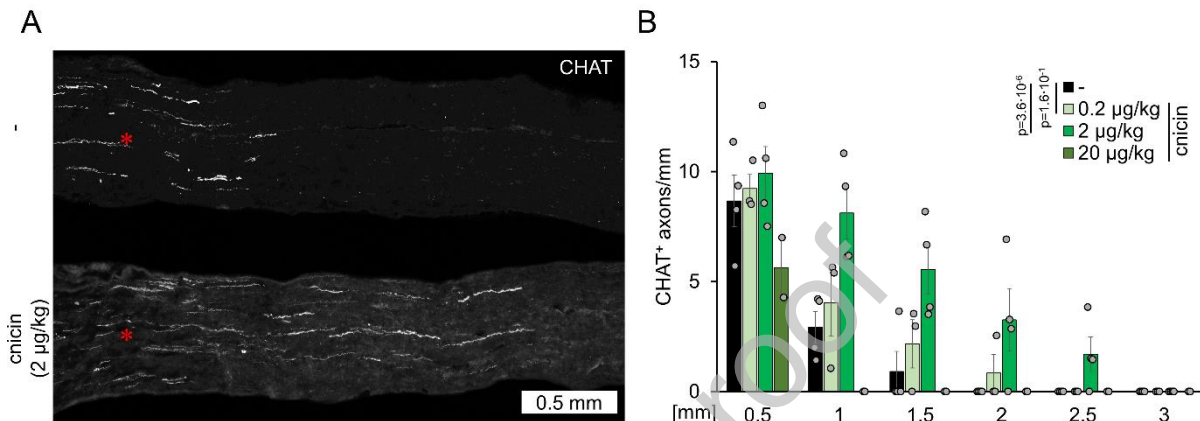 A
CHAT
-
*
cnicin
(2 µg/kg)
*
0.5 mm
B
CHAT⁺ axons/mm
15
10
5
0
[mm] 0.5 1 1.5 2 2.5 3
p=3.6·10⁻⁶
p=1.6·10⁻¹
-
0.2 µg/kg
2 µg/kg
20 µg/kg
cnicin
roof